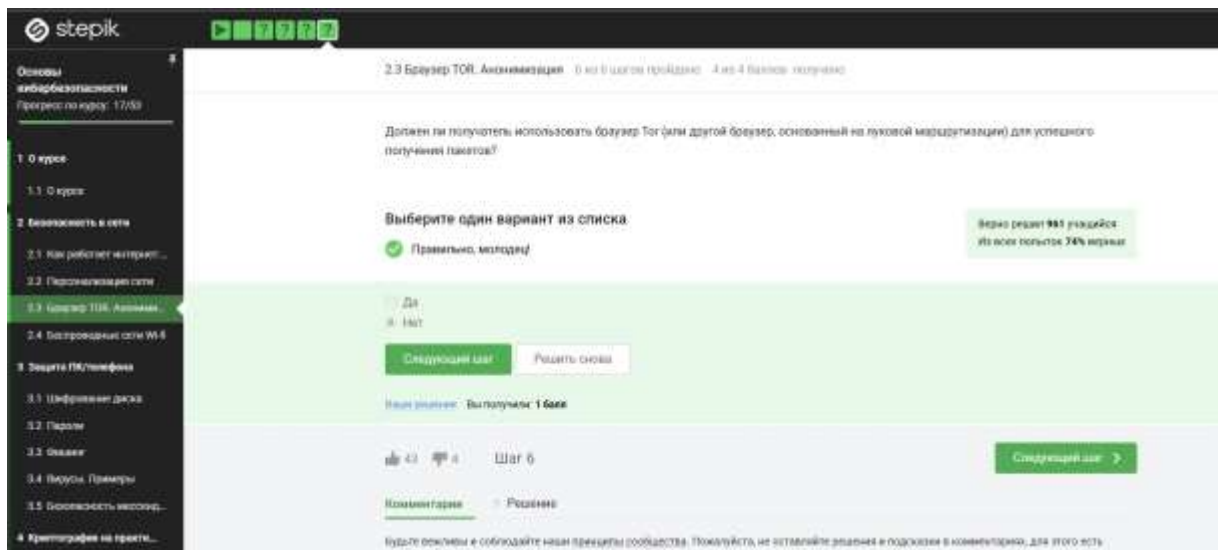 stepik
Основы
кибербезопасности
Прогресс по курсу: 17/53
1 О курсе
1.1 О курсе
2 Безопасность в сети
2.1 Как работает интернет:...
2.2 Персонализация сети
2.3 Браузер TOR. Аноними...
2.4 Беспроводные сети Wi-fi
3 Защита ПК/телефона
3.1 Шифрование диска
3.2 Пароли
3.3 Фишинг
3.4 Вирусы. Примеры
3.5 Безопасность мессенд...
4 Криптография на практи...
2.3 Браузер TOR. Анонимизация 6 из 6 шагов пройдено 4 из 4 баллов получено
Должен ли получатель использовать браузер Tor (или другой браузер, основанный на луковой маршрутизации) для успешного
получения пакетов?
Выберите один вариант из списка
Правильно, молодец!
Верно решил 961 учащийся
Из всех попыток 74% верных
Да
Нет
Следующий шаг Решить снова
Ваши решения Вы получили: 1 балл
43 4 Шаг 6
Следующий шаг
Комментарии Решения
Будьте вежливы и соблюдайте наши принципы сообщества. Пожалуйста, не оставляйте решения и подсказки в комментариях, для этого есть